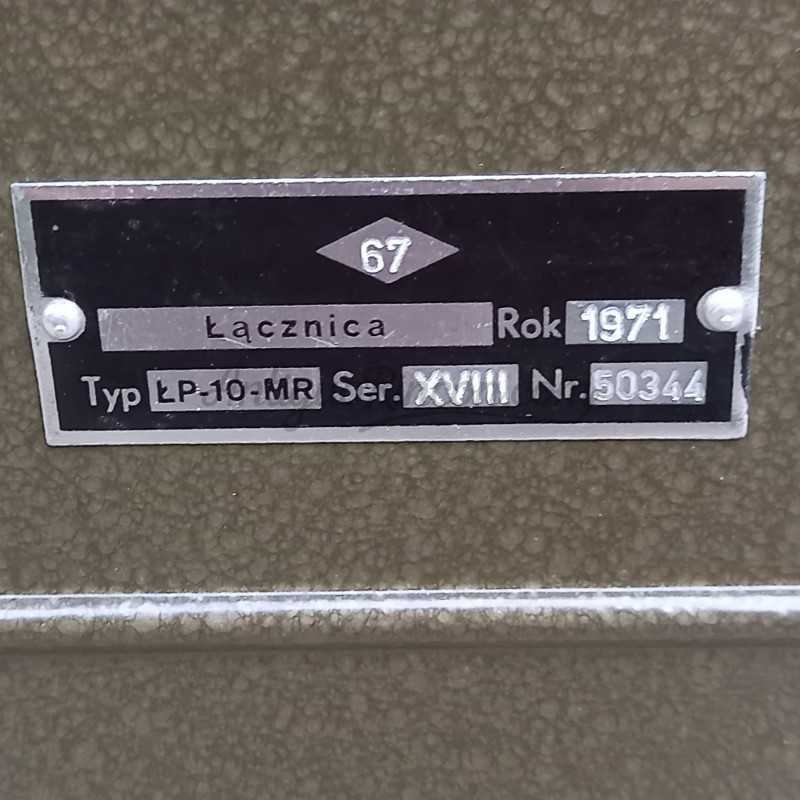 67
Łącznica Rok 1971
Typ ŁP-10-MR Ser. XVIII Nr. 50344